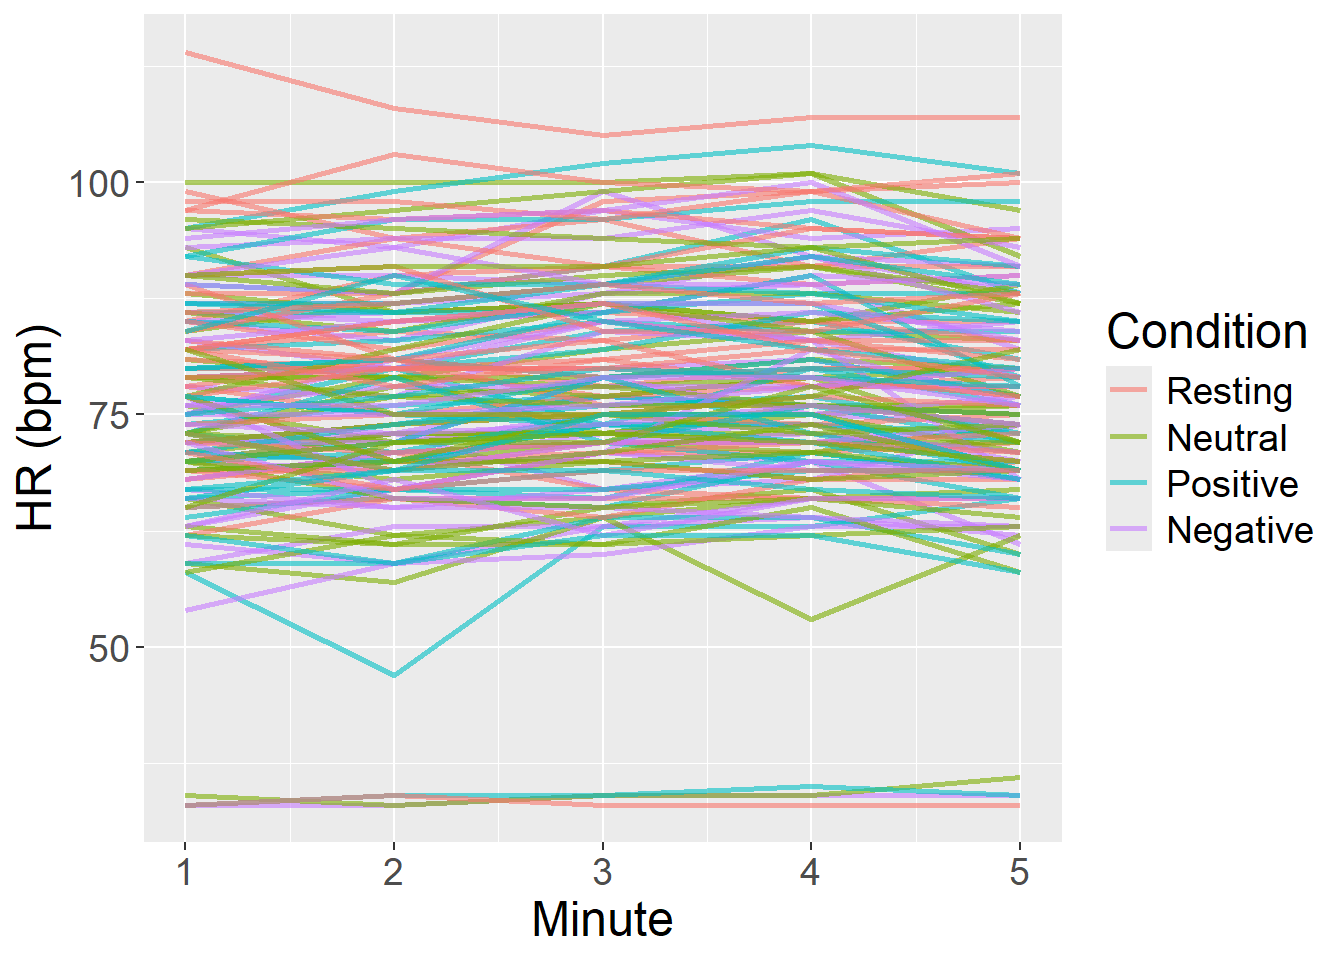 100
75
50
1 2 3 4 5
Minute
HR (bpm)
Condition
Resting
Neutral
Positive
Negative